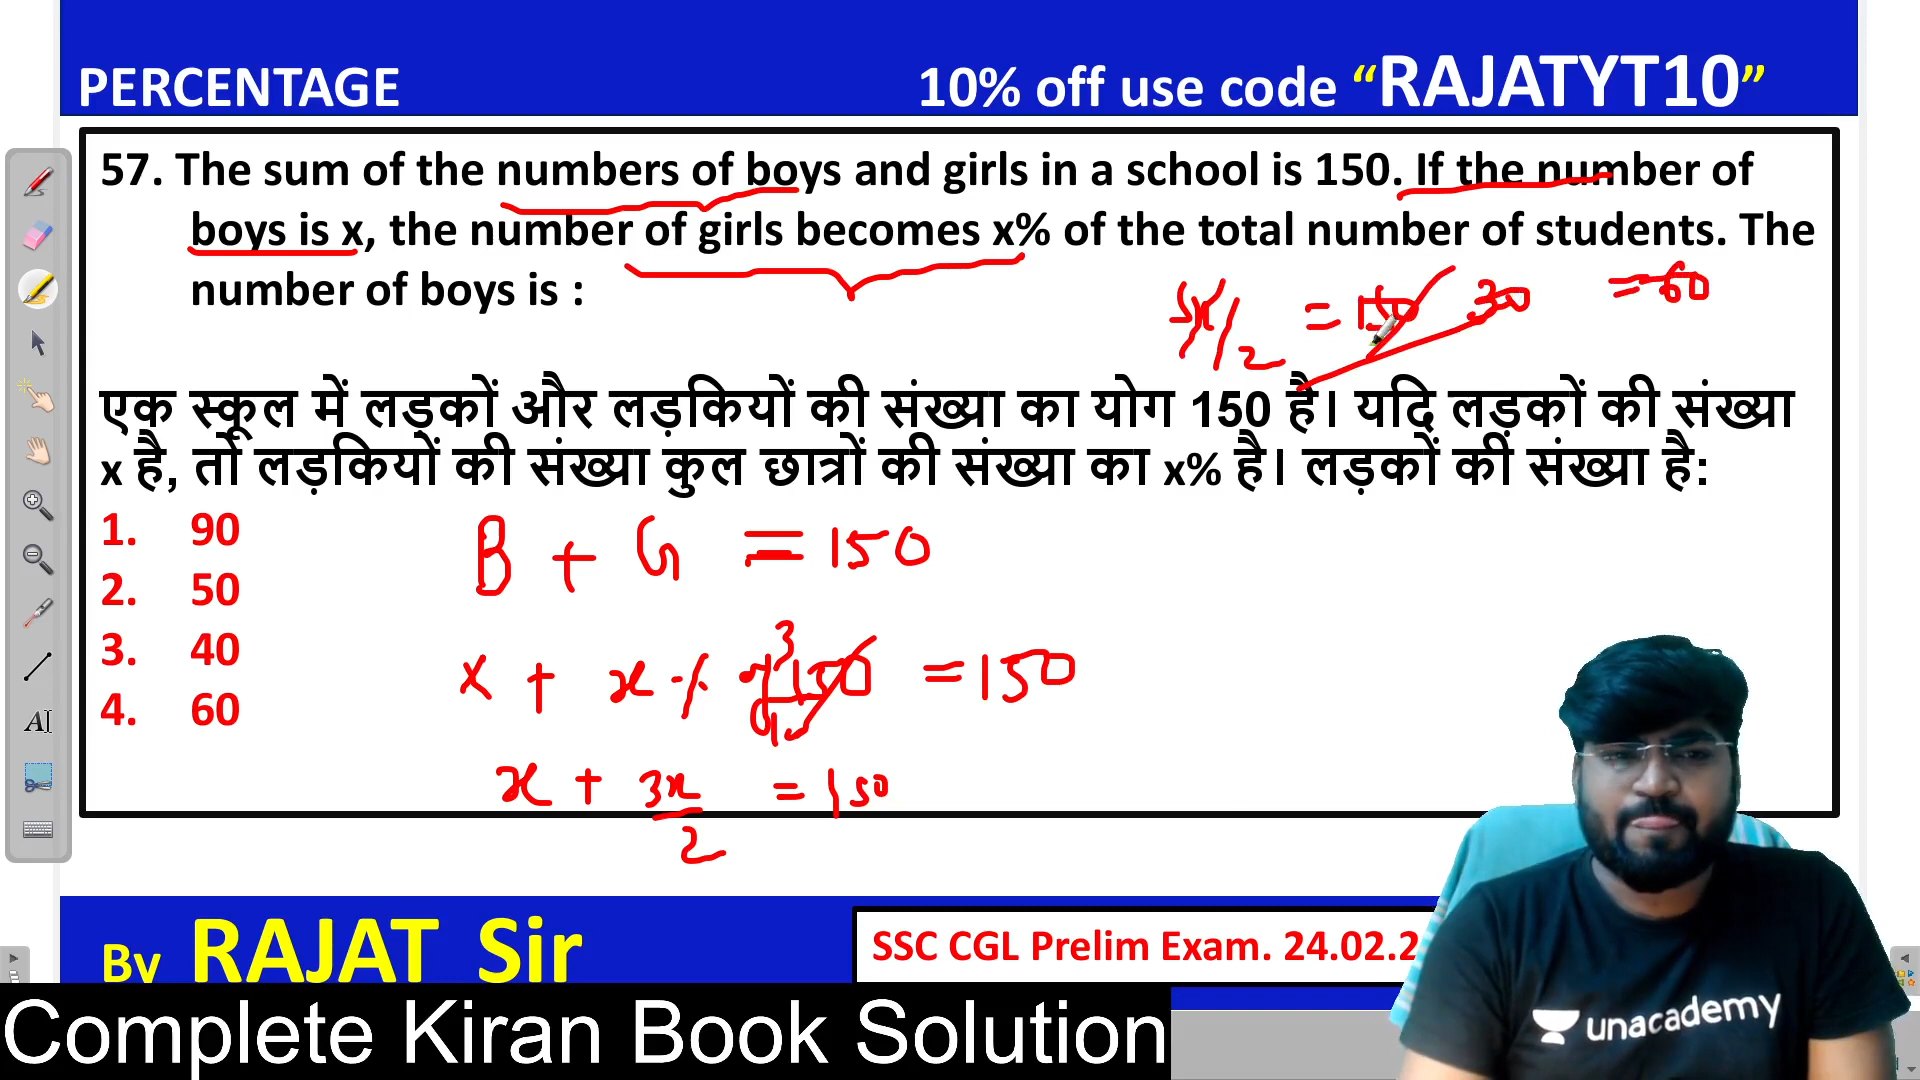 PERCENTAGE 10% off use code “RAJATYT10”
57. The sum of the numbers of boys and girls in a school is 150. If the number of
boys is x, the number of girls becomes x% of the total number of students. The
number of boys is :
5x/2 = 150 30 = 60
एक स्कूल में लड़कों और लड़कियों की संख्या का योग 150 है। यदि लड़कों की संख्या
x है, तो लड़कियों की संख्या कुल छात्रों की संख्या का x% है। लड़कों की संख्या है:
1. 90
2. 50
3. 40
4. 60
B + G = 150
3
x + x % of 150 = 150
x + 3x/2 = 150
By RAJAT Sir
SSC CGL Prelim Exam. 24.02.2
Complete Kiran Book Solution
unacademy